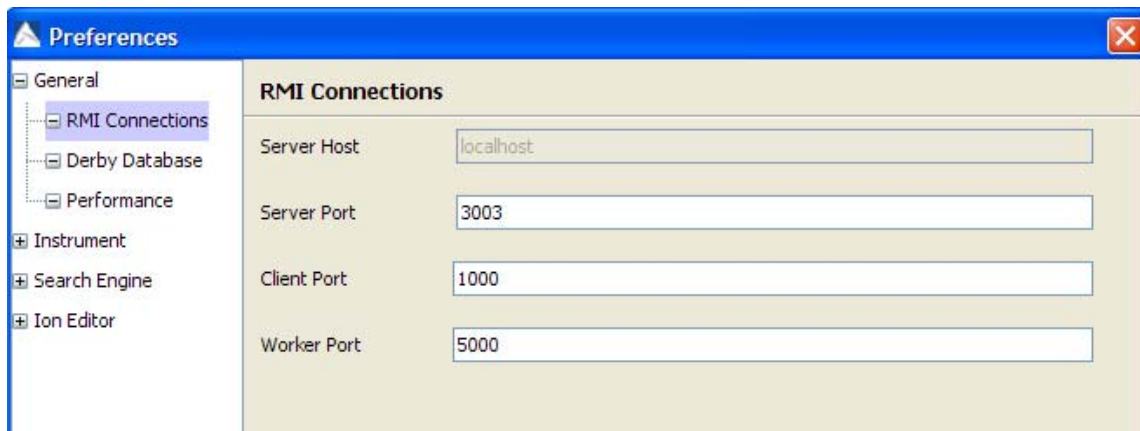 Preferences
General
RMI Connections
Derby Database
Performance
Instrument
Search Engine
Ion Editor
RMI Connections
Server Host localhost
Server Port 3003
Client Port 1000
Worker Port 5000